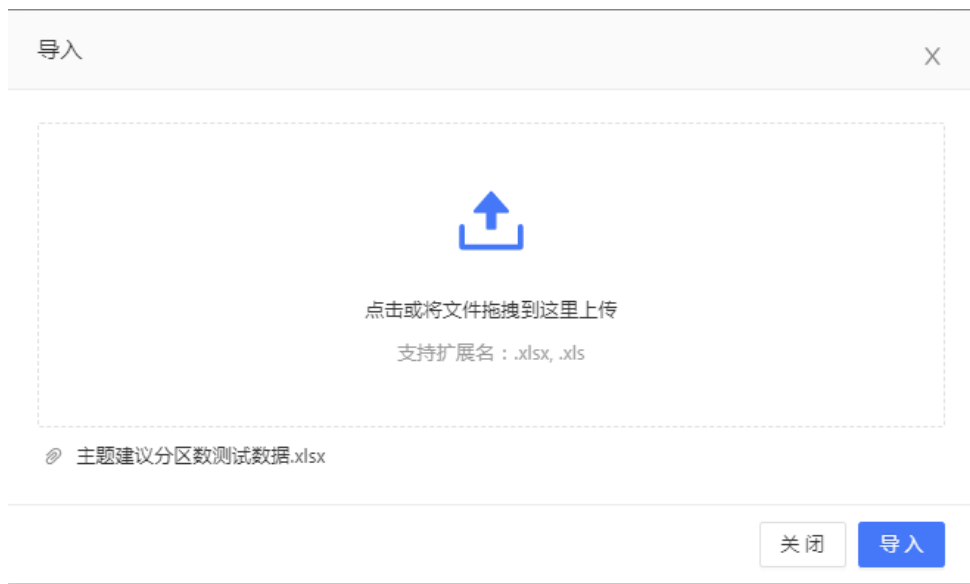 导入
X
点击或将文件拖拽到这里上传
支持扩展名：.xlsx, .xls
主题建议分区数测试数据.xlsx
关闭 导入